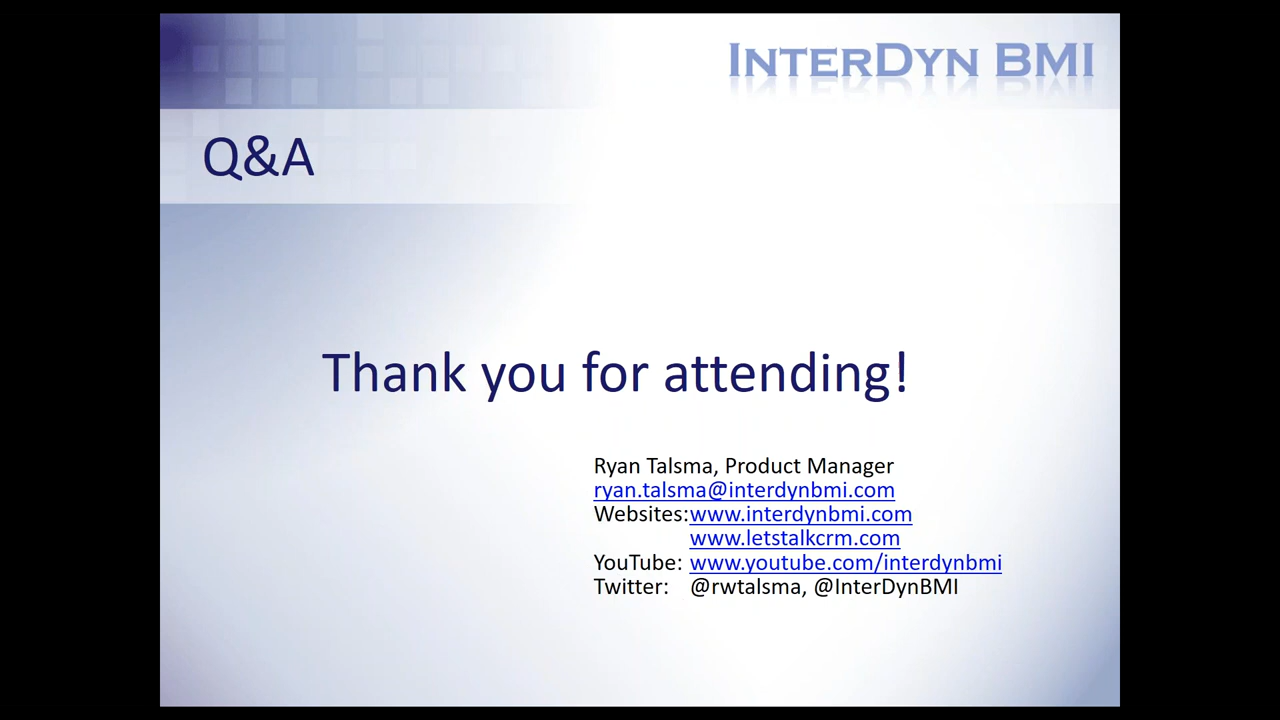 INTERDYN BMI
Q&A
Thank you for attending!
Ryan Talsma, Product Manager
ryan.talsma@interdynbmi.com
Websites:www.interdynbmi.com
www.letstalkcrm.com
YouTube: www.youtube.com/interdynbmi
Twitter: @rwtalsma, @InterDynBMI